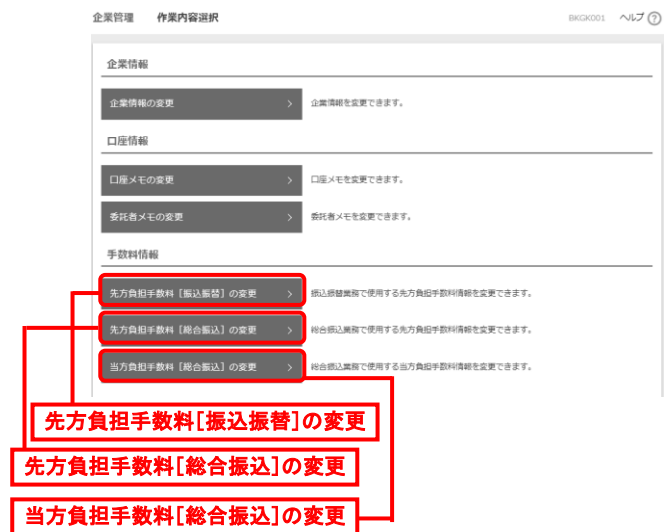 企業管理 作業内容選択 BKGK001 ヘルプ ?
企業情報
企業情報の変更 > 企業情報を変更できます。
口座情報
口座メモの変更 > 口座メモを変更できます。
委託者メモの変更 > 委託者メモを変更できます。
手数料情報
先方負担手数料［振込振替］の変更 > 振込振替業務で使用する先方負担手数料情報を変更できます。
先方負担手数料［総合振込］の変更 > 総合振込業務で使用する先方負担手数料情報を変更できます。
当方負担手数料［総合振込］の変更 > 総合振込業務で使用する当方負担手数料情報を変更できます。
先方負担手数料［振込振替］の変更
先方負担手数料［総合振込］の変更
当方負担手数料［総合振込］の変更